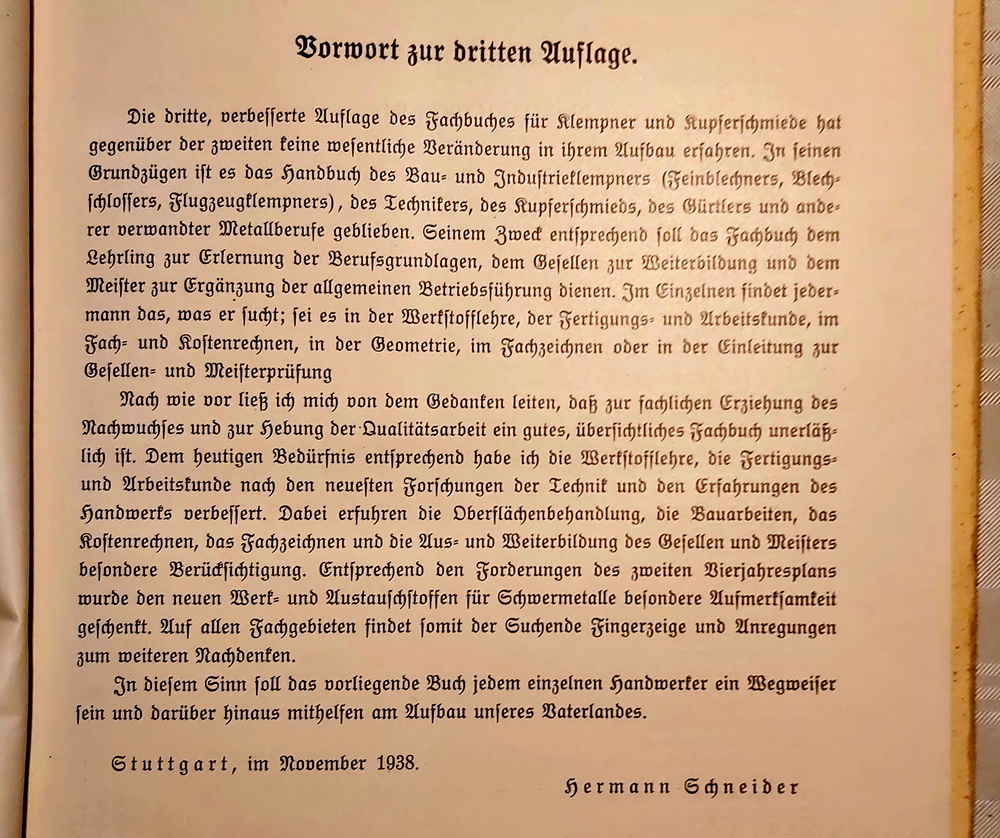 Vorwort zur dritten Auflage.
Die dritte, verbesserte Auflage des Fachbuches für Klempner und Kupferschmiede hat
gegenüber der zweiten keine wesentliche Veränderung in ihrem Aufbau erfahren. In seinen
Grundzügen ist es das Handbuch des Bau- und Industrieklempners (Feinblechners, Blech-
schlossers, Flugzeugklempners), des Technikers, des Kupferschmieds, des Gürtlers und ande-
rer verwandter Metallberufe geblieben. Seinem Zweck entsprechend soll das Fachbuch dem
Lehrling zur Erlernung der Berufsgrundlagen, dem Gesellen zur Weiterbildung und dem
Meister zur Ergänzung der allgemeinen Betriebsführung dienen. Im Einzelnen findet jeder-
mann das, was er sucht; sei es in der Werkstofflehre, der Fertigungs- und Arbeitskunde, im
Fach- und Kostenrechnen, in der Geometrie, im Fachzeichnen oder in der Einleitung zur
Gesellen- und Meisterprüfung
Nach wie vor ließ ich mich von dem Gedanken leiten, daß zur fachlichen Erziehung des
Nachwuchses und zur Hebung der Qualitätsarbeit ein gutes, übersichtliches Fachbuch unerläß-
lich ist. Dem heutigen Bedürfnis entsprechend habe ich die Werkstofflehre, die Fertigungs-
und Arbeitskunde nach den neuesten Forschungen der Technik und den Erfahrungen des
Handwerks verbessert. Dabei erfuhren die Oberflächenbehandlung, die Bauarbeiten, das
Kostenrechnen, das Fachzeichnen und die Aus- und Weiterbildung des Gesellen und Meisters
besondere Berücksichtigung. Entsprechend den Forderungen des zweiten Vierjahresplans
wurde den neuen Werk- und Austauschstoffen für Schwermetalle besondere Aufmerksamkeit
geschenkt. Auf allen Fachgebieten findet somit der Suchende Fingerzeige und Anregungen
zum weiteren Nachdenken.
In diesem Sinn soll das vorliegende Buch jedem einzelnen Handwerker ein Wegweiser
sein und darüber hinaus mithelfen am Aufbau unseres Vaterlandes.
Stuttgart, im November 1938.
Hermann Schneider